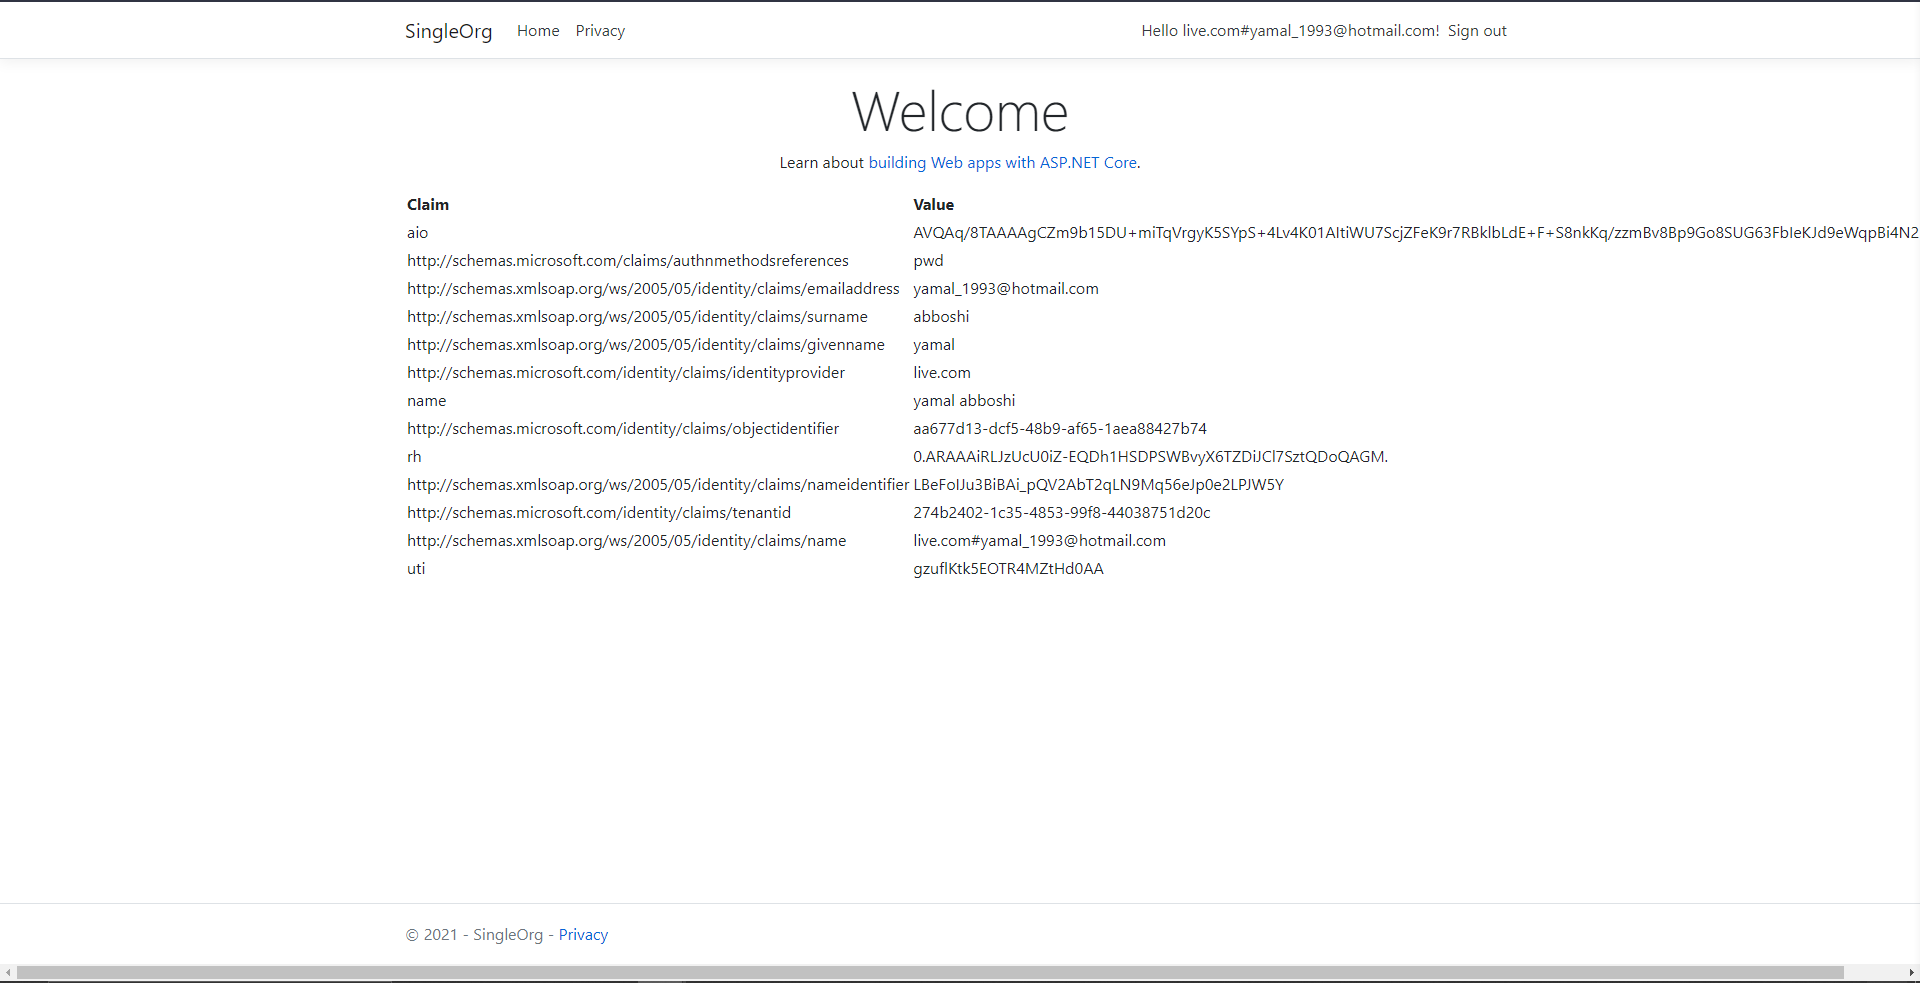 SingleOrg Home Privacy Hello live.com#yamal_1993@hotmail.com! Sign out
Welcome
Learn about building Web apps with ASP.NET Core.
Claim Value
aio AVQAq/8TAAAAgCZm9b15DU+miTqVrgyK5SYpS+4Lv4K01AItiWU7ScjZFeK9r7RBklbLdE+F+S8nkKq/zzmBv8Bp9Go8SUG63FbIeKJd9eWqpBi4N2
http://schemas.microsoft.com/claims/authnmethodsreferences pwd
http://schemas.xmlsoap.org/ws/2005/05/identity/claims/emailaddress yamal_1993@hotmail.com
http://schemas.xmlsoap.org/ws/2005/05/identity/claims/surname abboshi
http://schemas.xmlsoap.org/ws/2005/05/identity/claims/givenname yamal
http://schemas.microsoft.com/identity/claims/identityprovider live.com
name yamal abboshi
http://schemas.microsoft.com/identity/claims/objectidentifier aa677d13-dcf5-48b9-af65-1aea88427b74
rh 0.ARAAAiRLJzUcU0iZ-EQDh1HSDPSWBvyX6TZDiJCl7SztQDoQAGM.
http://schemas.xmlsoap.org/ws/2005/05/identity/claims/nameidentifier LBeFoIJu3BiBAi_pQV2AbT2qLN9Mq56eJp0e2LPJW5Y
http://schemas.microsoft.com/identity/claims/tenantid 274b2402-1c35-4853-99f8-44038751d20c
http://schemas.xmlsoap.org/ws/2005/05/identity/claims/name live.com#yamal_1993@hotmail.com
uti gzuflKtk5EOTR4MZtHd0AA
© 2021 - SingleOrg - Privacy